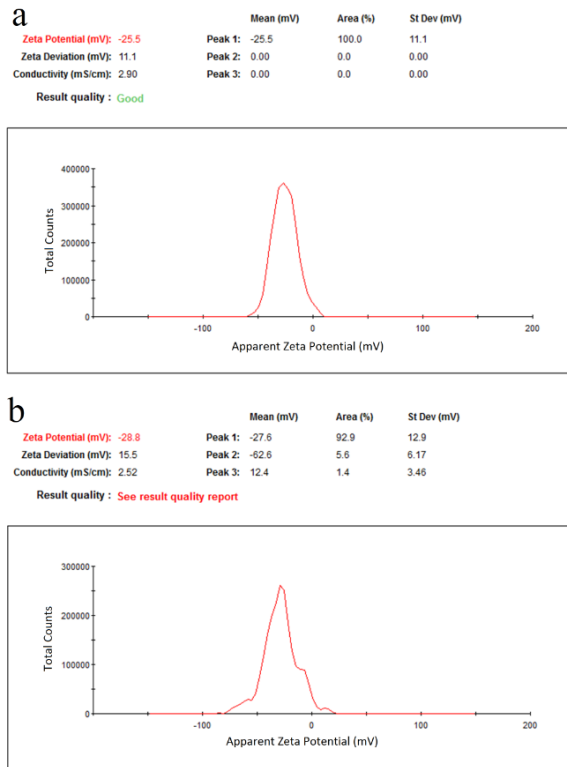 a
Mean (mV) Area (%) St Dev (mV)
Zeta Potential (mV): -25.5 Peak 1: -25.5 100.0 11.1
Zeta Deviation (mV): 11.1 Peak 2: 0.00 0.0 0.00
Conductivity (mS/cm): 2.90 Peak 3: 0.00 0.0 0.00
Result quality : Good
400000
300000
200000
100000
0
Total Counts
-100 0 100 200
Apparent Zeta Potential (mV)
b
Mean (mV) Area (%) St Dev (mV)
Zeta Potential (mV): -28.8 Peak 1: -27.6 92.9 12.9
Zeta Deviation (mV): 15.5 Peak 2: -62.6 5.6 6.17
Conductivity (mS/cm): 2.52 Peak 3: 12.4 1.4 3.46
Result quality : See result quality report
300000
200000
100000
0
Total Counts
-100 0 100 200
Apparent Zeta Potential (mV)